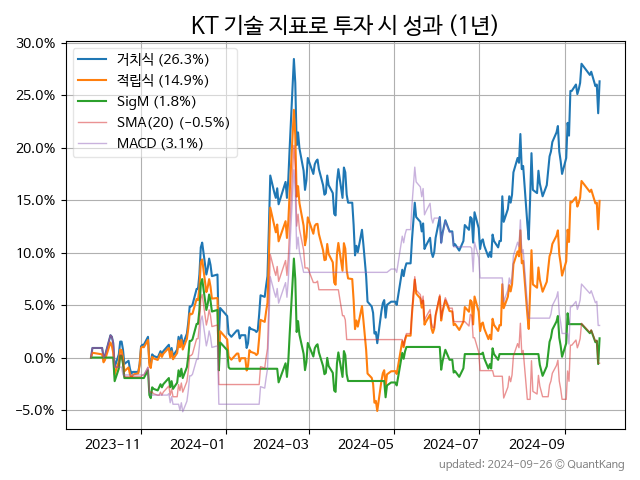 KT 기술 지표로 투자 시 성과 (1년)
30.0%
25.0%
20.0%
15.0%
10.0%
5.0%
0.0%
−5.0%
거치식 (26.3%)
적립식 (14.9%)
SigM (1.8%)
SMA(20) (−0.5%)
MACD (3.1%)
2023-11 2024-01 2024-03 2024-05 2024-07 2024-09
updated: 2024-09-26 © QuantKang